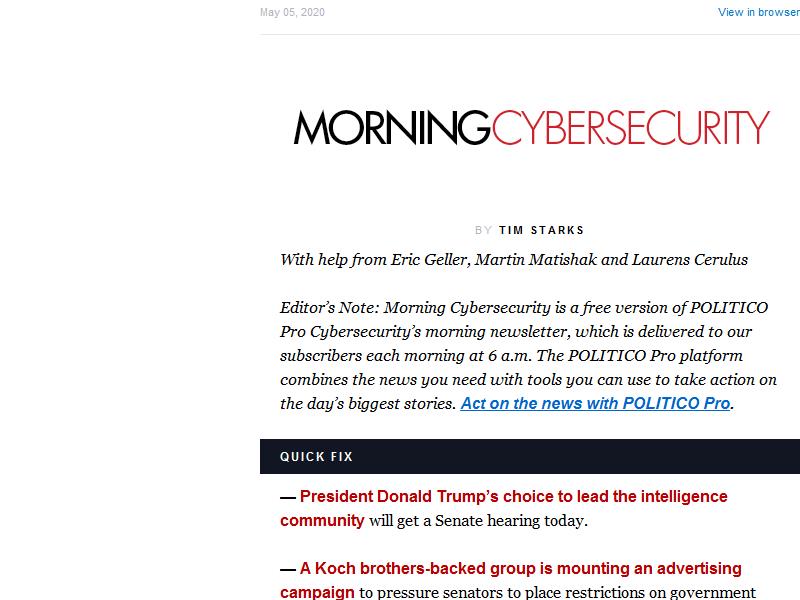 May 05, 2020
View in browser
MORNINGCYBERSECURITY
BY TIM STARKS
With help from Eric Geller, Martin Matishak and Laurens Cerulus
Editor’s Note: Morning Cybersecurity is a free version of POLITICO
Pro Cybersecurity’s morning newsletter, which is delivered to our
subscribers each morning at 6 a.m. The POLITICO Pro platform
combines the news you need with tools you can use to take action on
the day’s biggest stories. Act on the news with POLITICO Pro.
QUICK FIX
— President Donald Trump’s choice to lead the intelligence
community will get a Senate hearing today.
— A Koch brothers-backed group is mounting an advertising
campaign to pressure senators to place restrictions on government